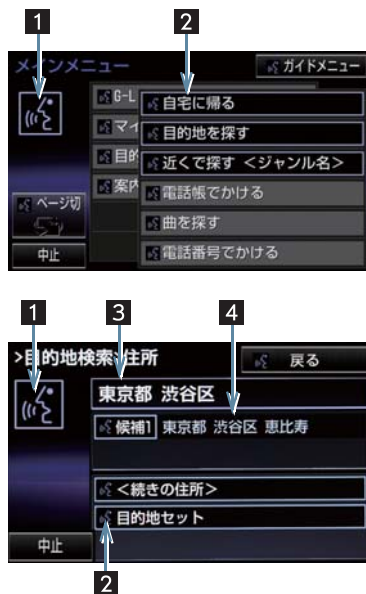 1 2
メインメニュー
ガイドメニュー
G-L
自宅に帰る
マイ
目的地を探す
目的
近くで探す <ジャンル名>
案内
電話帳でかける
ページ切
曲を探す
中止
電話番号でかける
1 3 4
>目的地検索:住所
戻る
東京都 渋谷区
候補1 東京都 渋谷区 恵比寿
<続きの住所>
目的地セット
中止
2